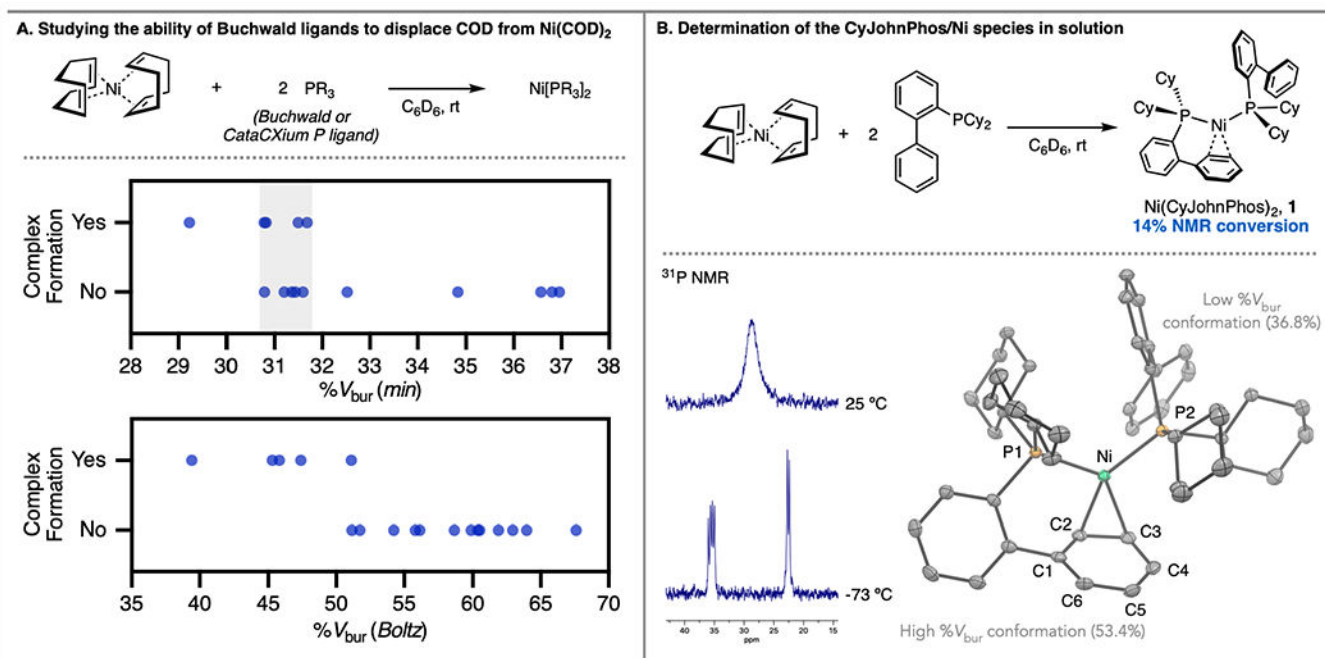 A. Studying the ability of Buchwald ligands to displace COD from Ni(COD)₂
Ni
+
2 PR₃
(Buchwald or
CataCXium P ligand)
C₆D₆, rt
Ni[PR₃]₂
Complex
Formation
Yes
No
28 29 30 31 32 33 34 35 36 37 38
%Vbur (min)
Complex
Formation
Yes
No
35 40 45 50 55 60 65 70
%Vbur (Boltz)
B. Determination of the CyJohnPhos/Ni species in solution
Ni
+ 2
PCy₂
C₆D₆, rt
Cy
Cy
P
Ni
P
Cy
Cy
Ni(CyJohnPhos)₂, 1
14% NMR conversion
³¹P NMR
25 ºC
-73 ºC
40 35 30 25 20 15
ppm
Low %Vbur
conformation (36.8%)
P1
Ni
P2
C2
C3
C1
C4
C6
C5
High %Vbur conformation (53.4%)